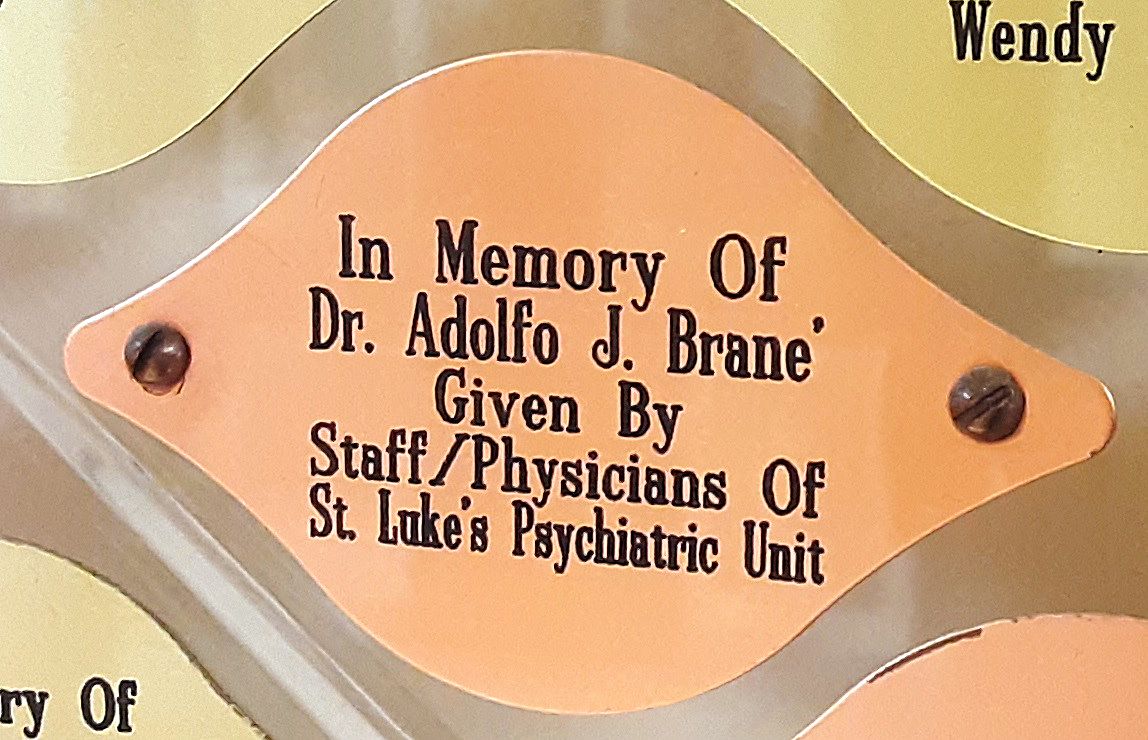 Wendy
In Memory Of
Dr. Adolfo J. Brane'
Given By
Staff/Physicians Of
St. Luke's Psychiatric Unit
ry Of